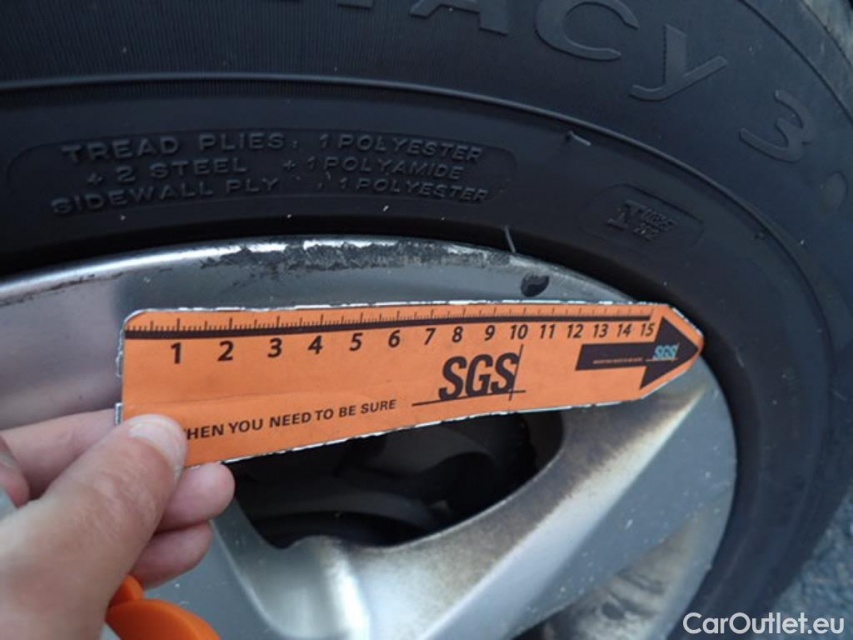 ACY 3
TREAD PLIES: 1 POLYESTER
+ 2 STEEL + 1 POLYAMIDE
SIDEWALL PLY : 1 POLYESTER
1 2 3 4 5 6 7 8 9 10 11 12 13 14 15
SGS
SGS
HEN YOU NEED TO BE SURE
CarOutlet.eu